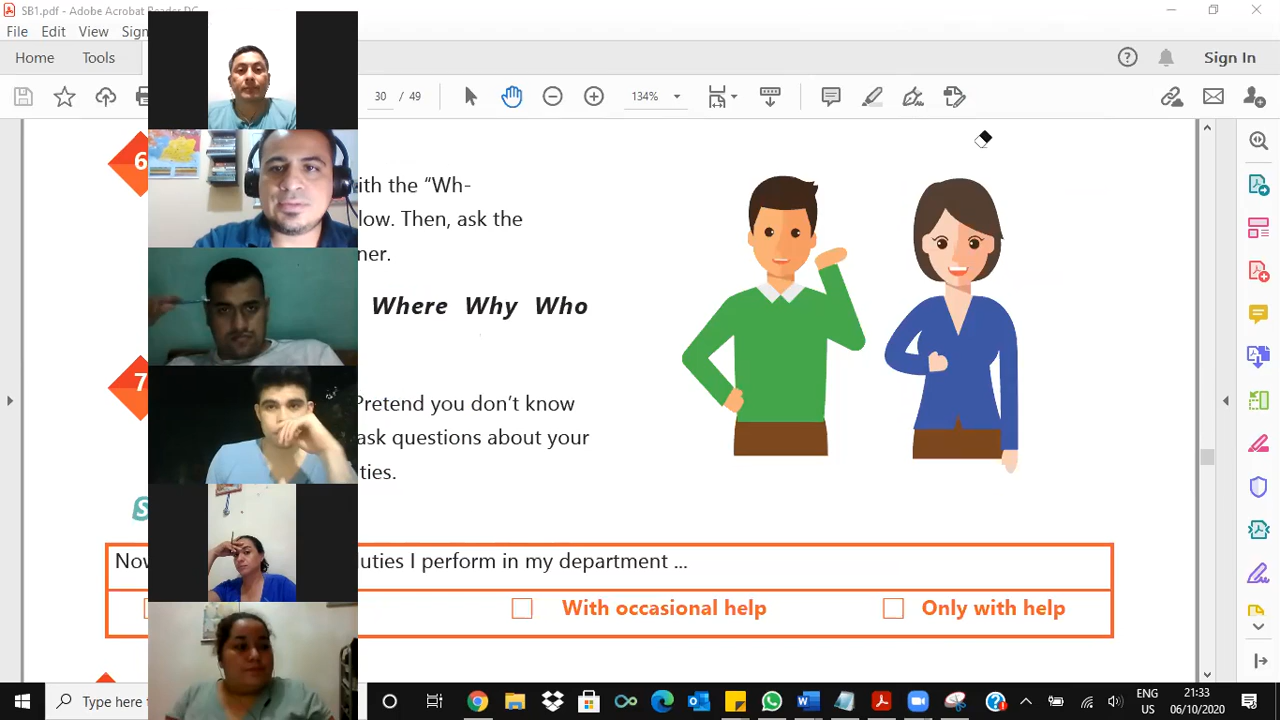 SB1.pdf - Adobe Acrobat Reader DC
File Edit View Sign
Home Tools
Sign In
30 / 49
134%
6
ith the “Wh-
low. Then, ask the
ner.
Where Why Who
7
Pretend you don’t know
ask questions about your
ties.
S
Now
uties I perform in my department ...
With occasional help
Only with help
Type here
ENG
US
21:33
06/10/2020